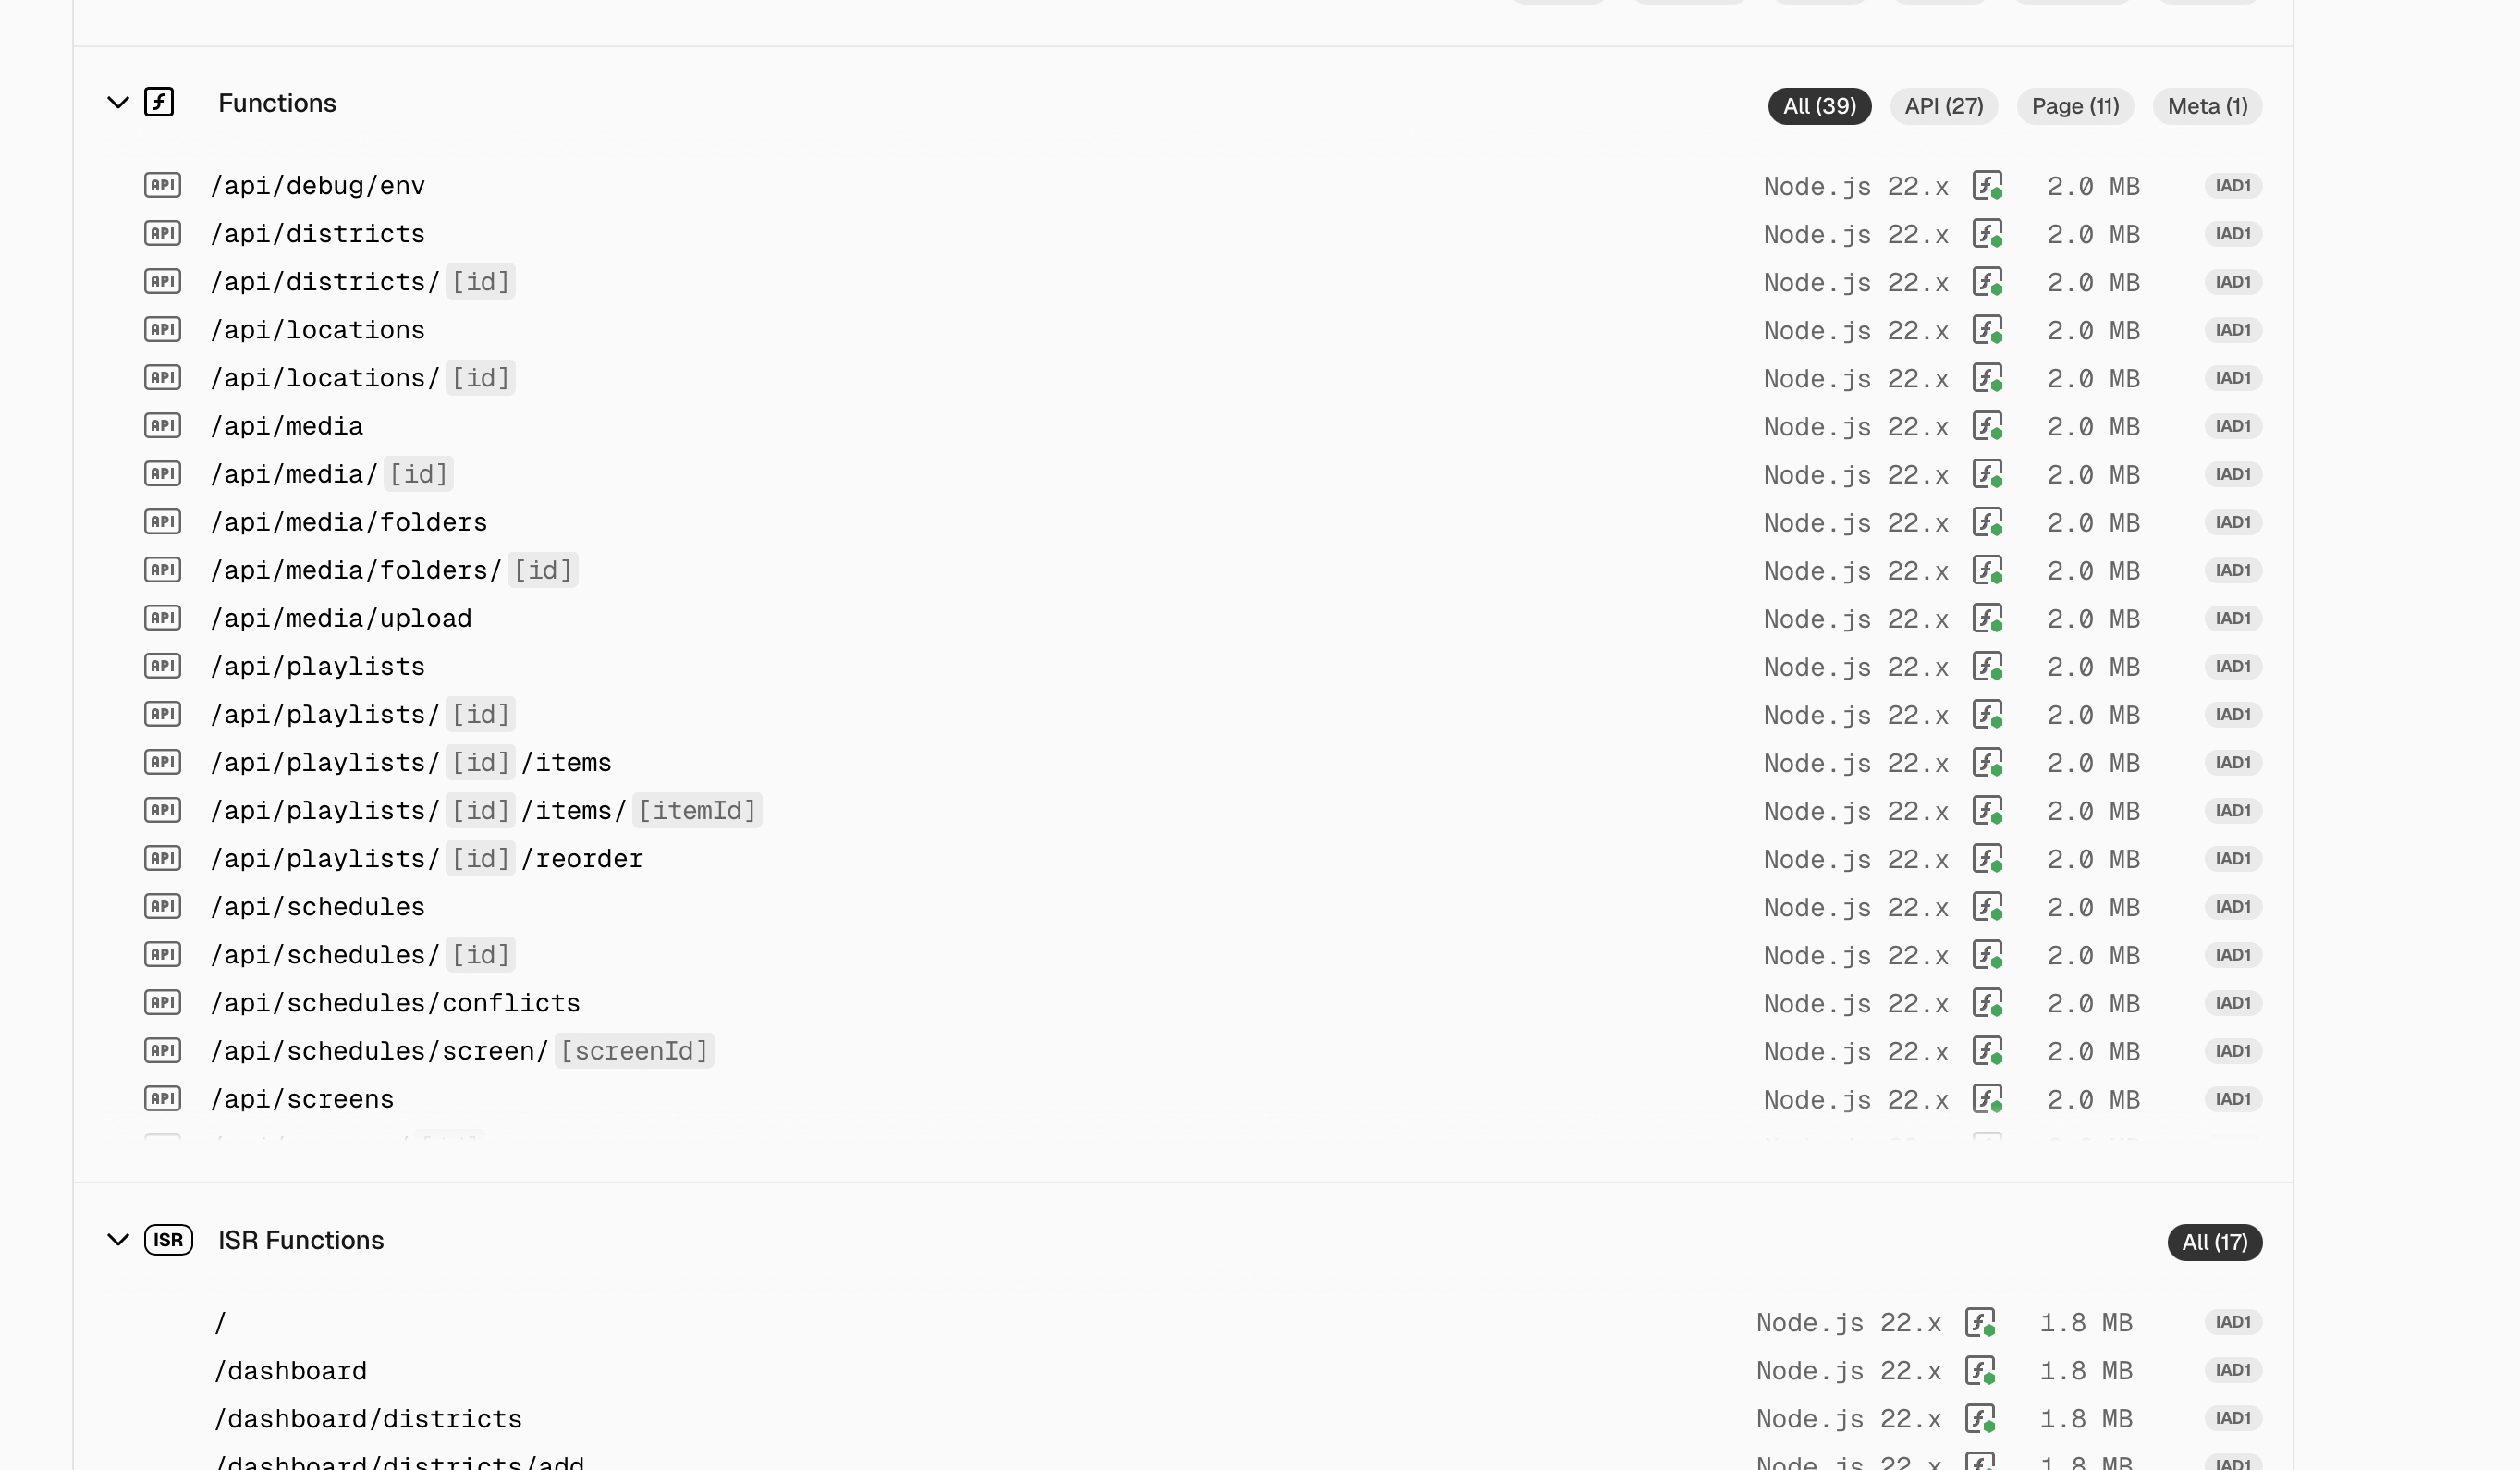 Functions All (39) API (27) Page (11) Meta (1)
API /api/debug/env Node.js 22.x 2.0 MB IAD1
API /api/districts Node.js 22.x 2.0 MB IAD1
API /api/districts/[id] Node.js 22.x 2.0 MB IAD1
API /api/locations Node.js 22.x 2.0 MB IAD1
API /api/locations/[id] Node.js 22.x 2.0 MB IAD1
API /api/media Node.js 22.x 2.0 MB IAD1
API /api/media/[id] Node.js 22.x 2.0 MB IAD1
API /api/media/folders Node.js 22.x 2.0 MB IAD1
API /api/media/folders/[id] Node.js 22.x 2.0 MB IAD1
API /api/media/upload Node.js 22.x 2.0 MB IAD1
API /api/playlists Node.js 22.x 2.0 MB IAD1
API /api/playlists/[id] Node.js 22.x 2.0 MB IAD1
API /api/playlists/[id]/items Node.js 22.x 2.0 MB IAD1
API /api/playlists/[id]/items/[itemId] Node.js 22.x 2.0 MB IAD1
API /api/playlists/[id]/reorder Node.js 22.x 2.0 MB IAD1
API /api/schedules Node.js 22.x 2.0 MB IAD1
API /api/schedules/[id] Node.js 22.x 2.0 MB IAD1
API /api/schedules/conflicts Node.js 22.x 2.0 MB IAD1
API /api/schedules/screen/[screenId] Node.js 22.x 2.0 MB IAD1
API /api/screens Node.js 22.x 2.0 MB IAD1
ISR ISR Functions All (17)
/ Node.js 22.x 1.8 MB IAD1
/dashboard Node.js 22.x 1.8 MB IAD1
/dashboard/districts Node.js 22.x 1.8 MB IAD1
/dashboard/districts/add Node.js 22.x 1.8 MB IAD1